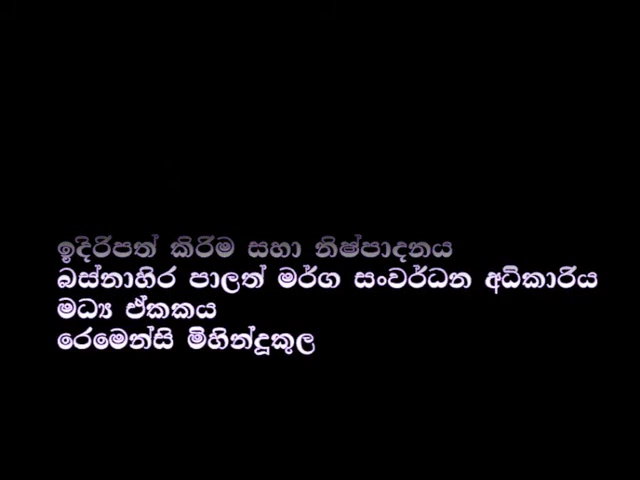 ඉදිරිපත් කිරිම සහා නිෂ්පාදනය
බස්නාහිර පාලත් මර්ග සංවර්ධන අධිකාරිය
මධ්‍ය ඒකකය
රෙමෙන්සි මිහින්දූකුල